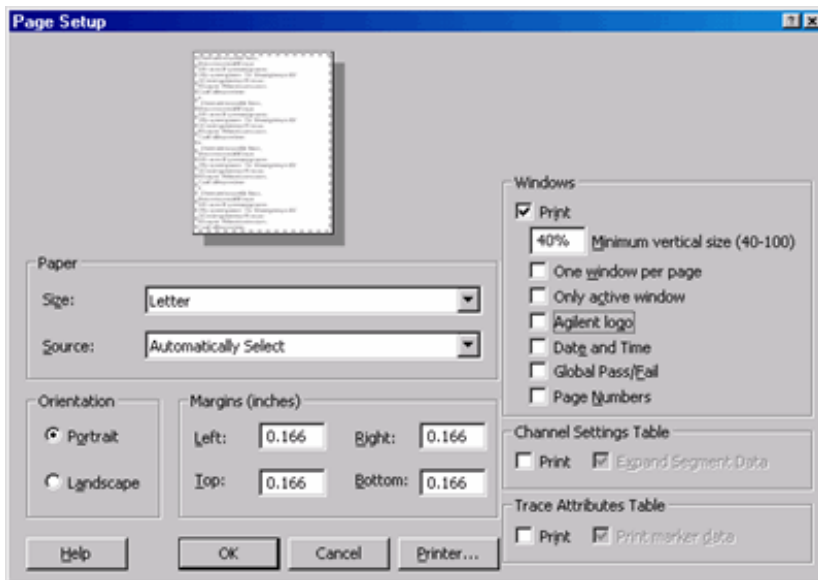 Page Setup
Windows
Print
40% Minimum vertical size (40-100)
One window per page
Only active window
Agilent logo
Date and Time
Global Pass/Fail
Page Numbers
Paper
Size: Letter
Source: Automatically Select
Orientation
Portrait
Landscape
Margins (inches)
Left: 0.166 Right: 0.166
Top: 0.166 Bottom: 0.166
Channel Settings Table
Print Expand Segment Data
Trace Attributes Table
Print Print marker data
Help OK Cancel Printer...